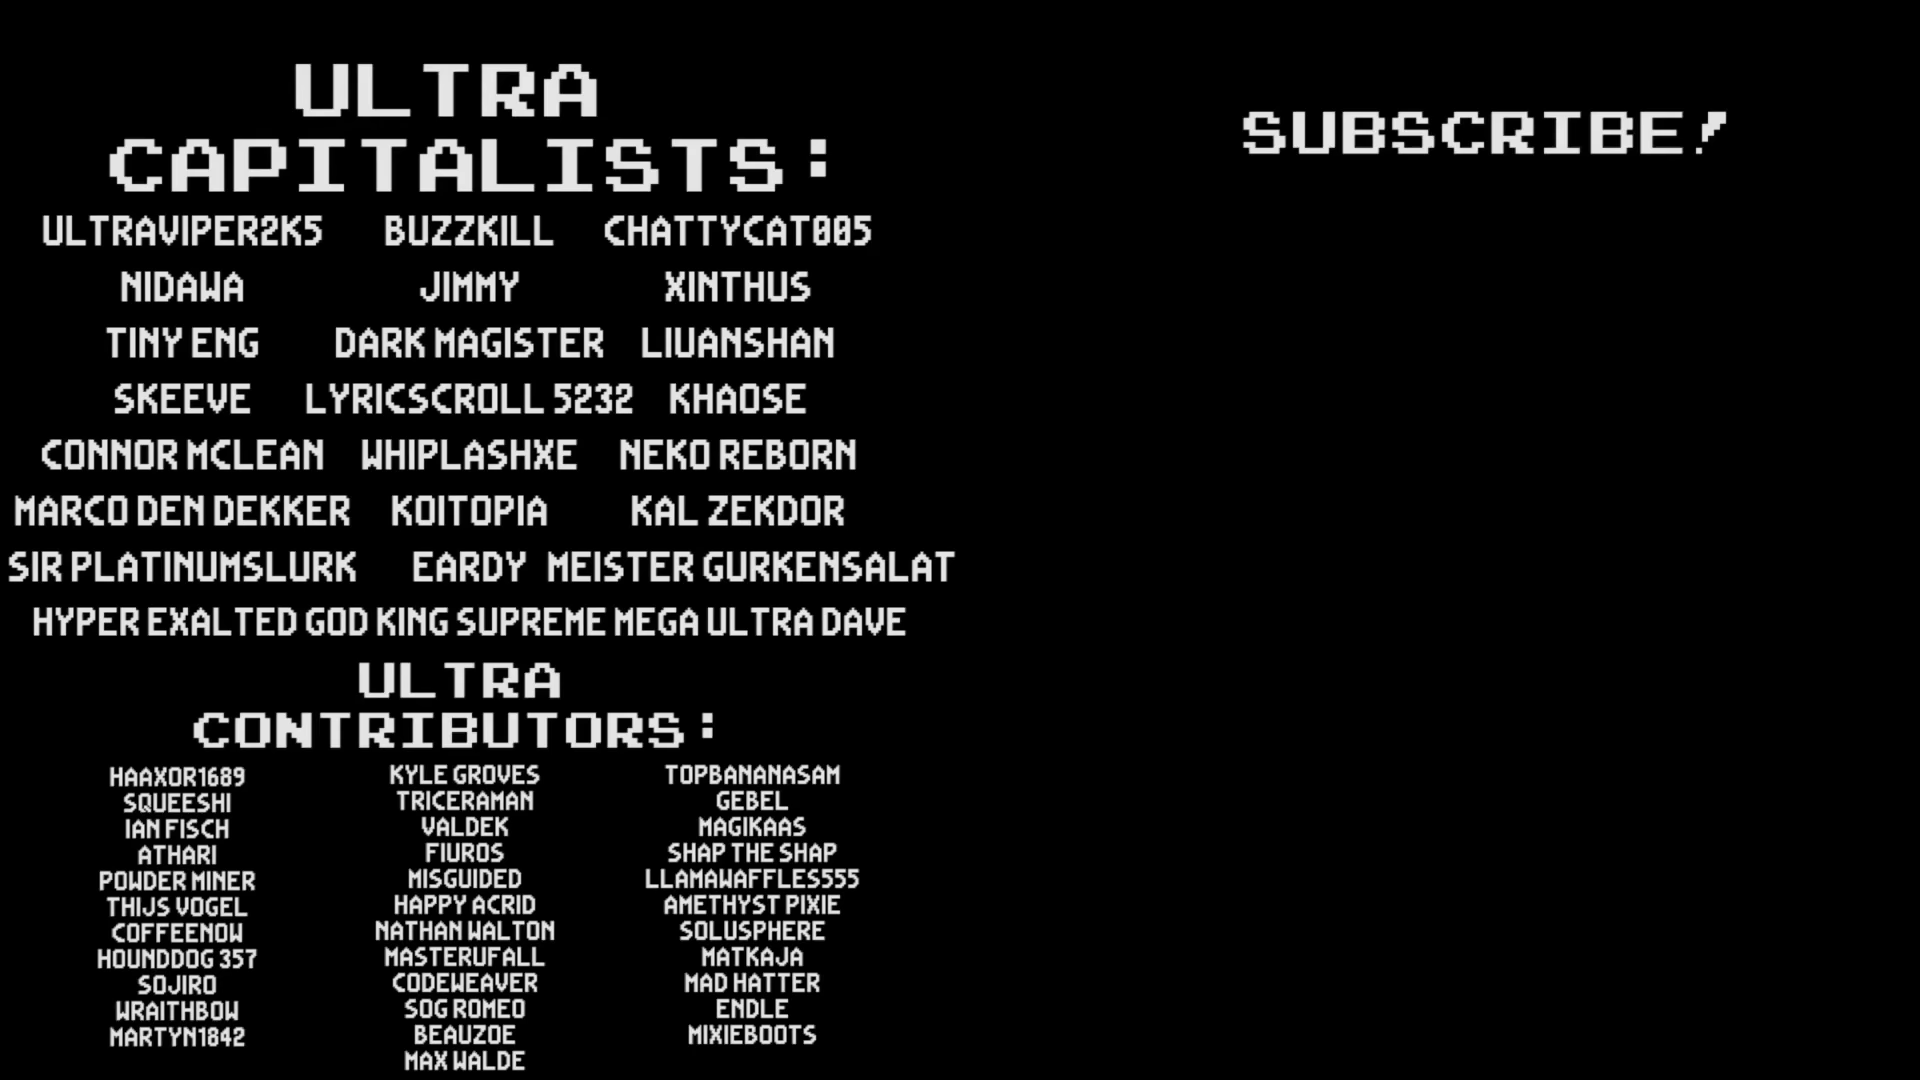 ULTRA
CAPITALISTS:
ULTRAVIPER2K5 BUZZKILL CHATTYCAT005
NIDAWA JIMMY XINTHUS
TINY ENG DARK MAGISTER LIUANSHAN
SKEEVE LYRICSCROLL 5232 KHAOSE
CONNOR MCLEAN WHIPLASHXE NEKO REBORN
MARCO DEN DEKKER KOITOPIA KAL ZEKDOR
SIR PLATINUMSLURK EARDY MEISTER GURKENSALAT
HYPER EXALTED GOD KING SUPREME MEGA ULTRA DAVE
ULTRA
CONTRIBUTORS:
HAAXOR1689 KYLE GROVES TOPBANANASAM
SQUEESHI TRICERAMAN GEBEL
IAN FISCH VALDEK MAGIKAAS
ATHARI FIUROS SHAP THE SHAP
POWDER MINER MISGUIDED LLAMAWAFFLES555
THIJS VOGEL HAPPY ACRID AMETHYST PIXIE
COFFEENOW NATHAN WALTON SOLUSPHERE
HOUNDDOG 357 MASTERUFALL MATKAJA
SOJIRO CODEWEAVER MAD HATTER
WRAITHBOW SOG ROMEO ENDLE
MARTYN1842 BEAUZOE MIXIEBOOTS
MAX WALDE
SUBSCRIBE!